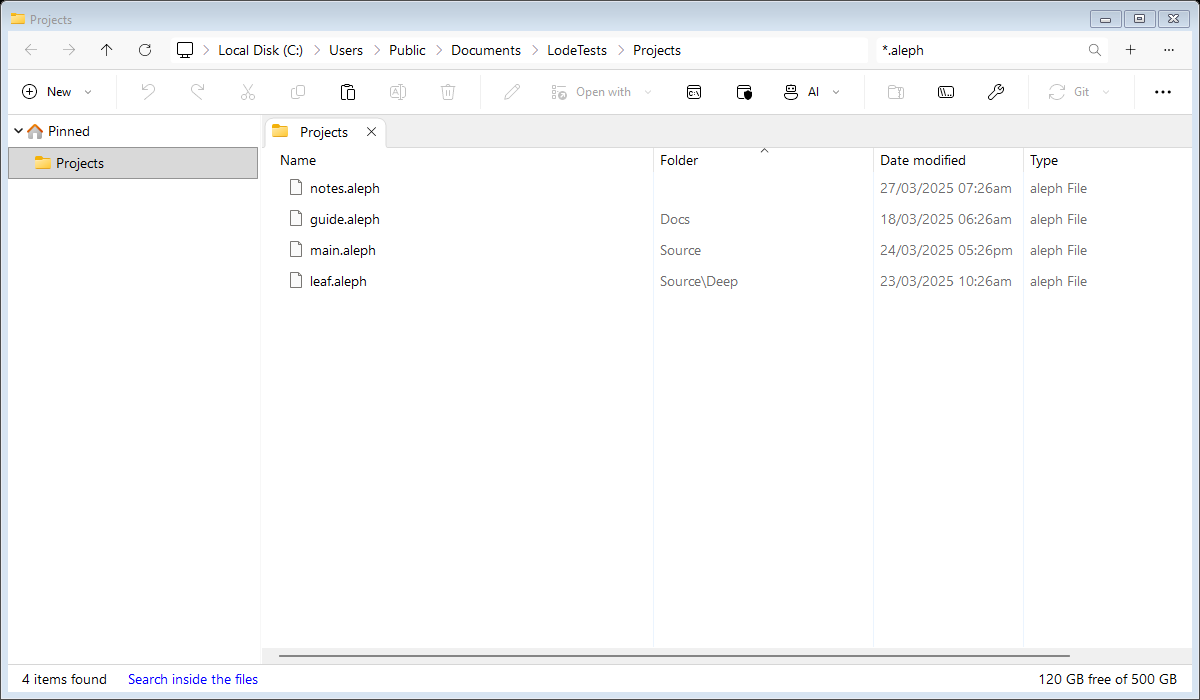 Projects
Local Disk (C:) Users Public Documents LodeTests Projects *.aleph
New Open with AI Git
Pinned
Projects
Projects
Name Folder Date modified Type
notes.aleph 27/03/2025 07:26am aleph File
guide.aleph Docs 18/03/2025 06:26am aleph File
main.aleph Source 24/03/2025 05:26pm aleph File
leaf.aleph Source\Deep 23/03/2025 10:26am aleph File
4 items found Search inside the files 120 GB free of 500 GB